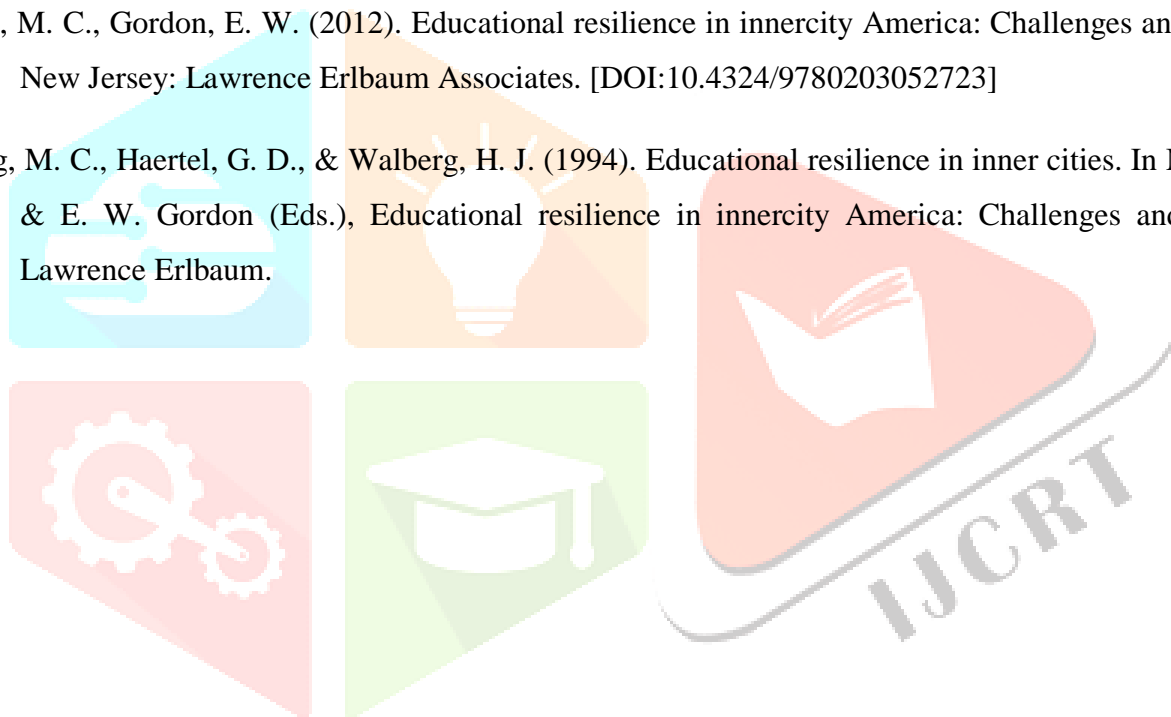 , M. C., Gordon, E. W. (2012). Educational resilience in innercity America: Challenges an
New Jersey: Lawrence Erlbaum Associates. [DOI:10.4324/9780203052723]
g, M. C., Haertel, G. D., & Walberg, H. J. (1994). Educational resilience in inner cities. In
& E. W. Gordon (Eds.), Educational resilience in innercity America: Challenges and
Lawrence Erlbaum.
IJCRT